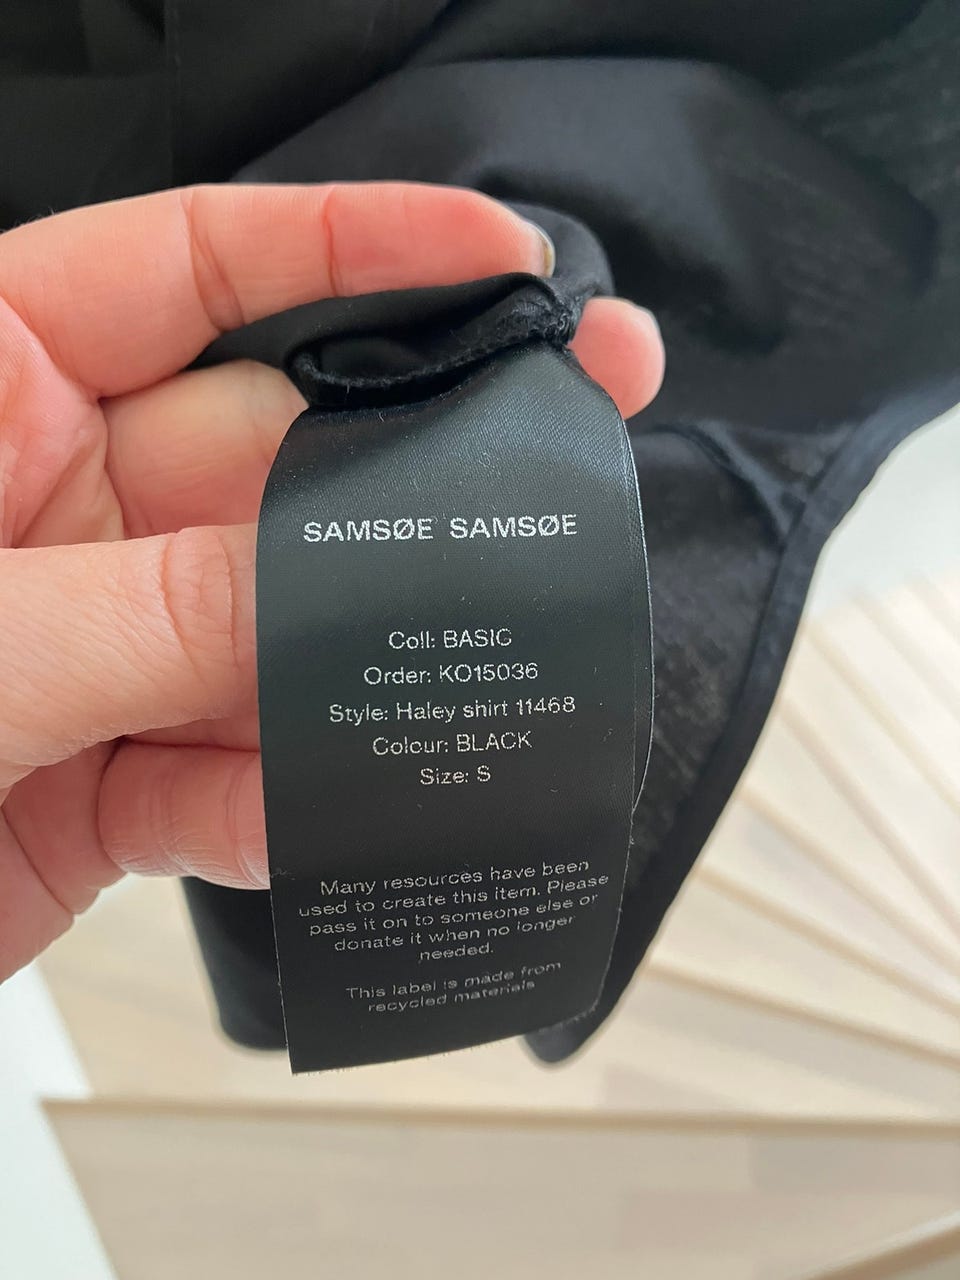 SAMSØE SAMSØE
Coll: BASIC
Order: KO15036
Style: Haley shirt 11468
Colour: BLACK
Size: S
Many resources have been
used to create this item. Please
pass it on to someone else or
donate it when no longer
needed.
This label is made from
recycled materials